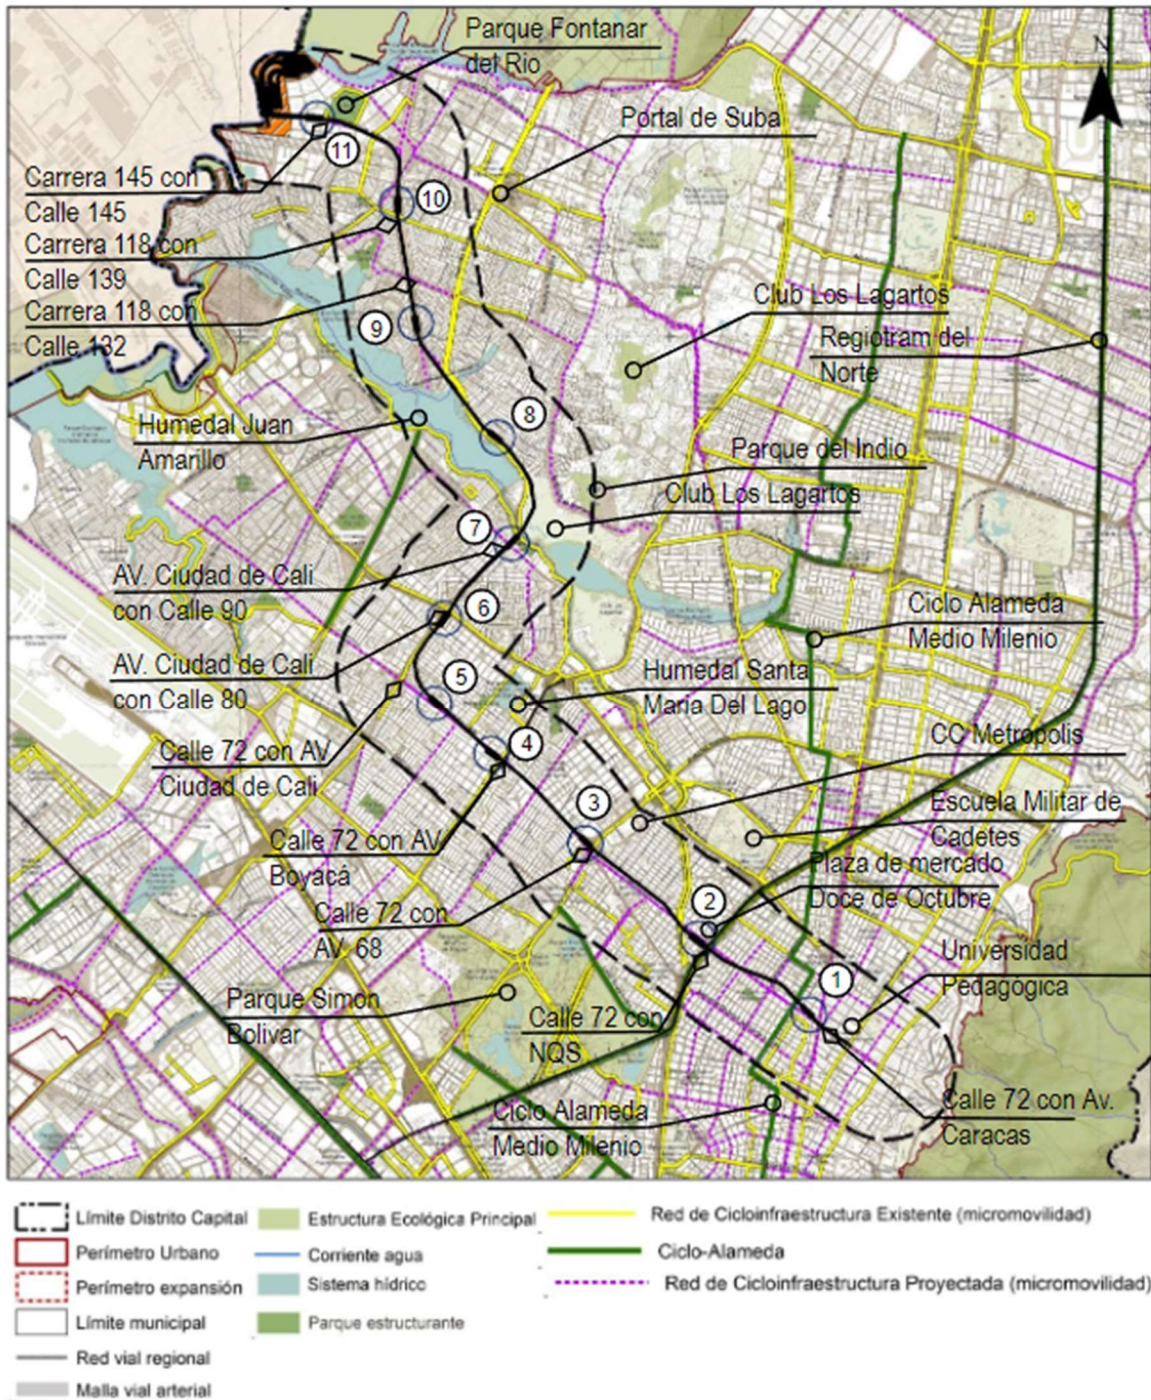 Parque Fontanar
del Rio
Portal de Suba
N
11
Carrera 145 con
Calle 145
10
Carrera 118 con
Calle 139
Carrera 118 con
Calle 132
9
Club Los Lagartos
Regiotram del
Norte
Humedal Juan
Amarillo
8
Parque del Indio
Club Los Lagartos
7
AV. Ciudad de Cali
con Calle 90
6
Ciclo Alameda
Medio Milenio
AV. Ciudad de Cali
con Calle 80
5
Humedal Santa
Maria Del Lago
Calle 72 con AV
Ciudad de Cali
4
CC Metropolis
3
Escuela Militar de
Cadetes
Calle 72 con AV
Boyacá
Plaza de mercado
Doce de Octubre
Calle 72 con
AV. 68
2
Universidad
Pedagógica
1
Parque Simon
Bolivar
Calle 72 con
NQS
Ciclo Alameda
Medio Milenio
Calle 72 con Av.
Caracas
Límite Distrito Capital
Perímetro Urbano
Perímetro expansión
Límite municipal
Red vial regional
Malla vial arterial
Estructura Ecológica Principal
Corriente agua
Sistema hídrico
Parque estructurante
Red de Cicloinfraestructura Existente (micromovilidad)
Ciclo-Alameda
Red de Cicloinfraestructura Proyectada (micromovilidad)